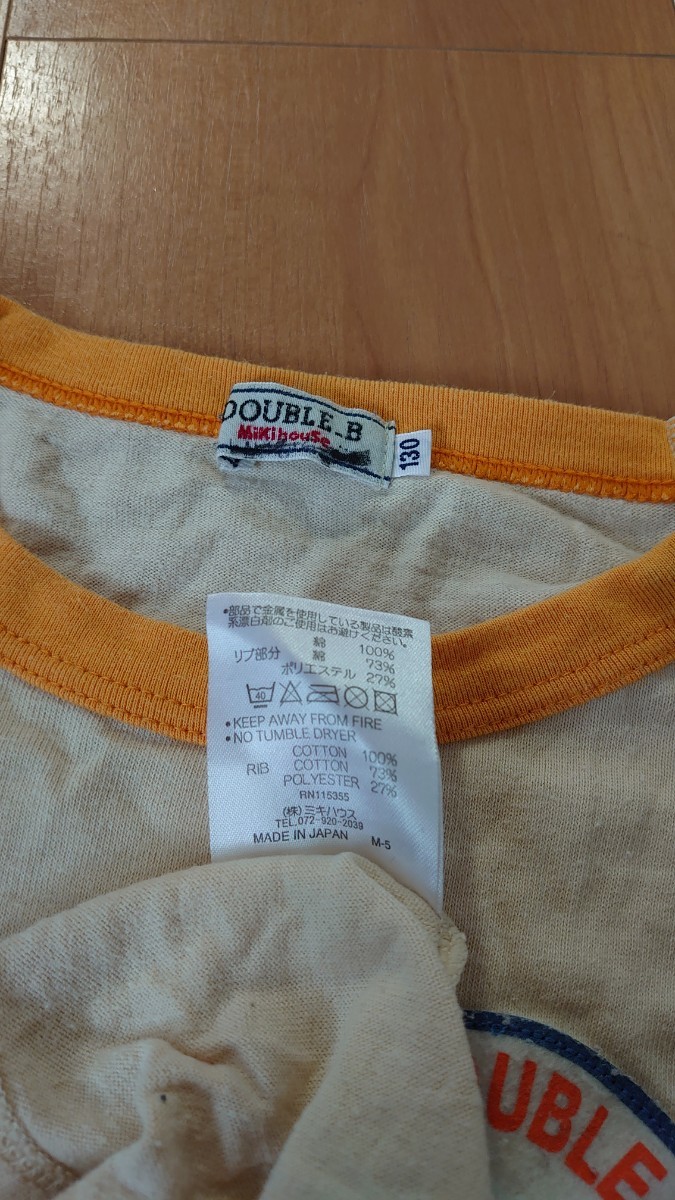 DOUBLE_B
MiKihouSe
130
•部品で金属を使用している製品は酸素
系漂白剤のご使用はお避けください。
綿 100%
リブ部分 綿 73%
ポリエステル 27%
40
•KEEP AWAY FROM FIRE
•NO TUMBLE DRYER
COTTON 100%
RIB COTTON 73%
POLYESTER 27%
RN115355
(株)ミキハウス
TEL.072-920-2039
MADE IN JAPAN M-5
UBLE